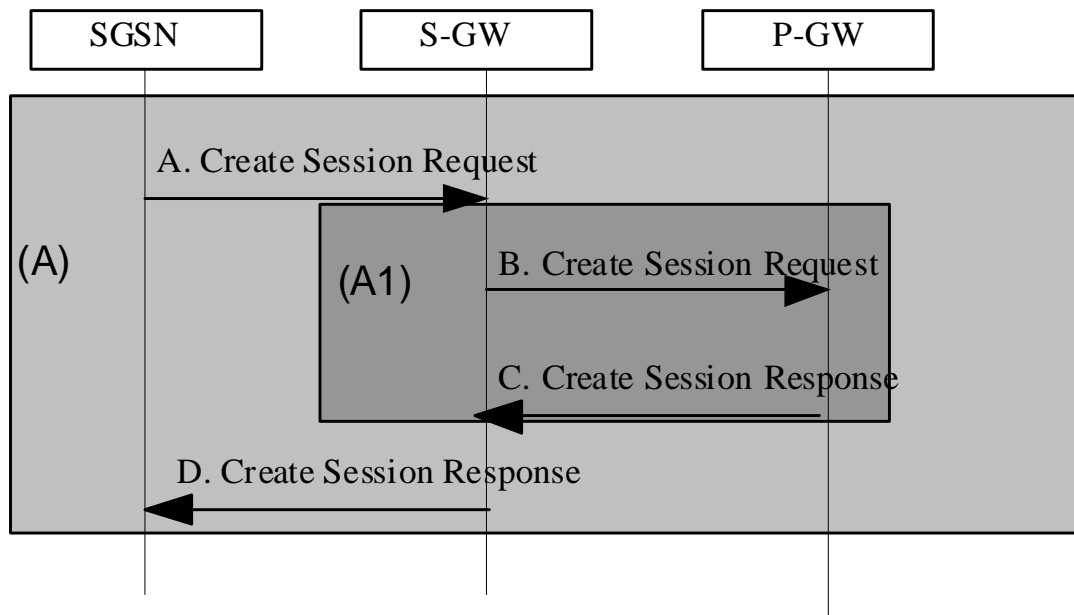 SGSN
S-GW
P-GW
A. Create Session Request
(A)
(A1)
B. Create Session Request
C. Create Session Response
D. Create Session Response